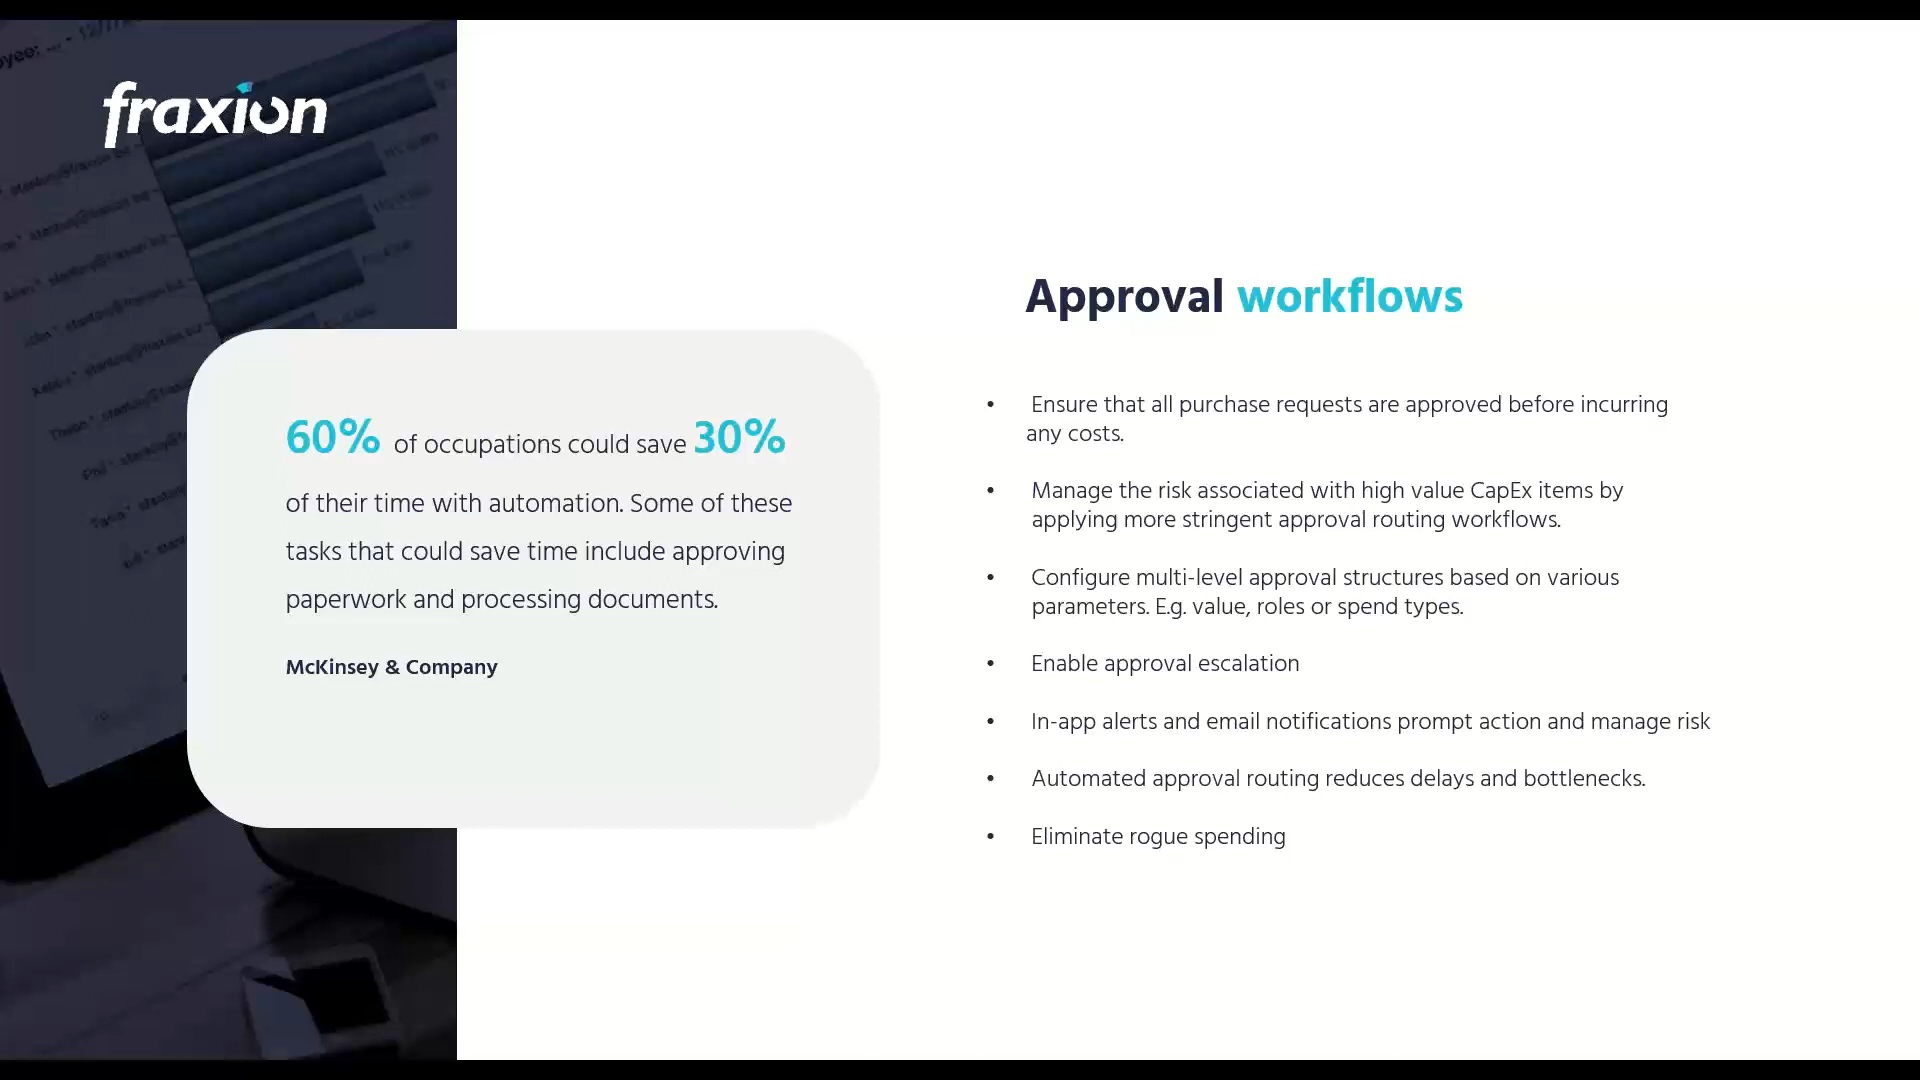 fraxion
60% of occupations could save 30%
of their time with automation. Some of these
tasks that could save time include approving
paperwork and processing documents.
McKinsey & Company
Approval workflows
• Ensure that all purchase requests are approved before incurring
any costs.
• Manage the risk associated with high value CapEx items by
applying more stringent approval routing workflows.
• Configure multi-level approval structures based on various
parameters. E.g. value, roles or spend types.
• Enable approval escalation
• In-app alerts and email notifications prompt action and manage risk
• Automated approval routing reduces delays and bottlenecks.
• Eliminate rogue spending